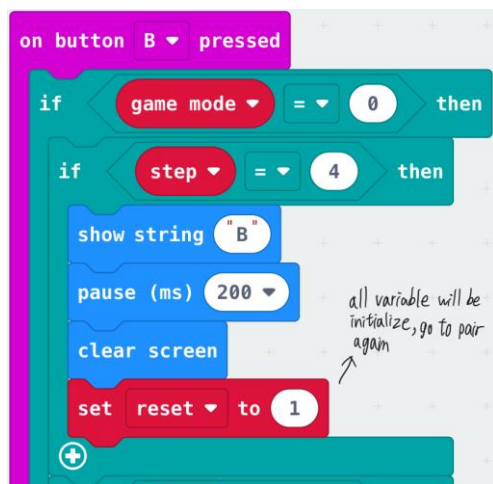 on button B pressed
if game mode = 0 then
if step = 4 then
show string "B"
pause (ms) 200
clear screen
all variable will be
initialize, go to pair
again
set reset to 1